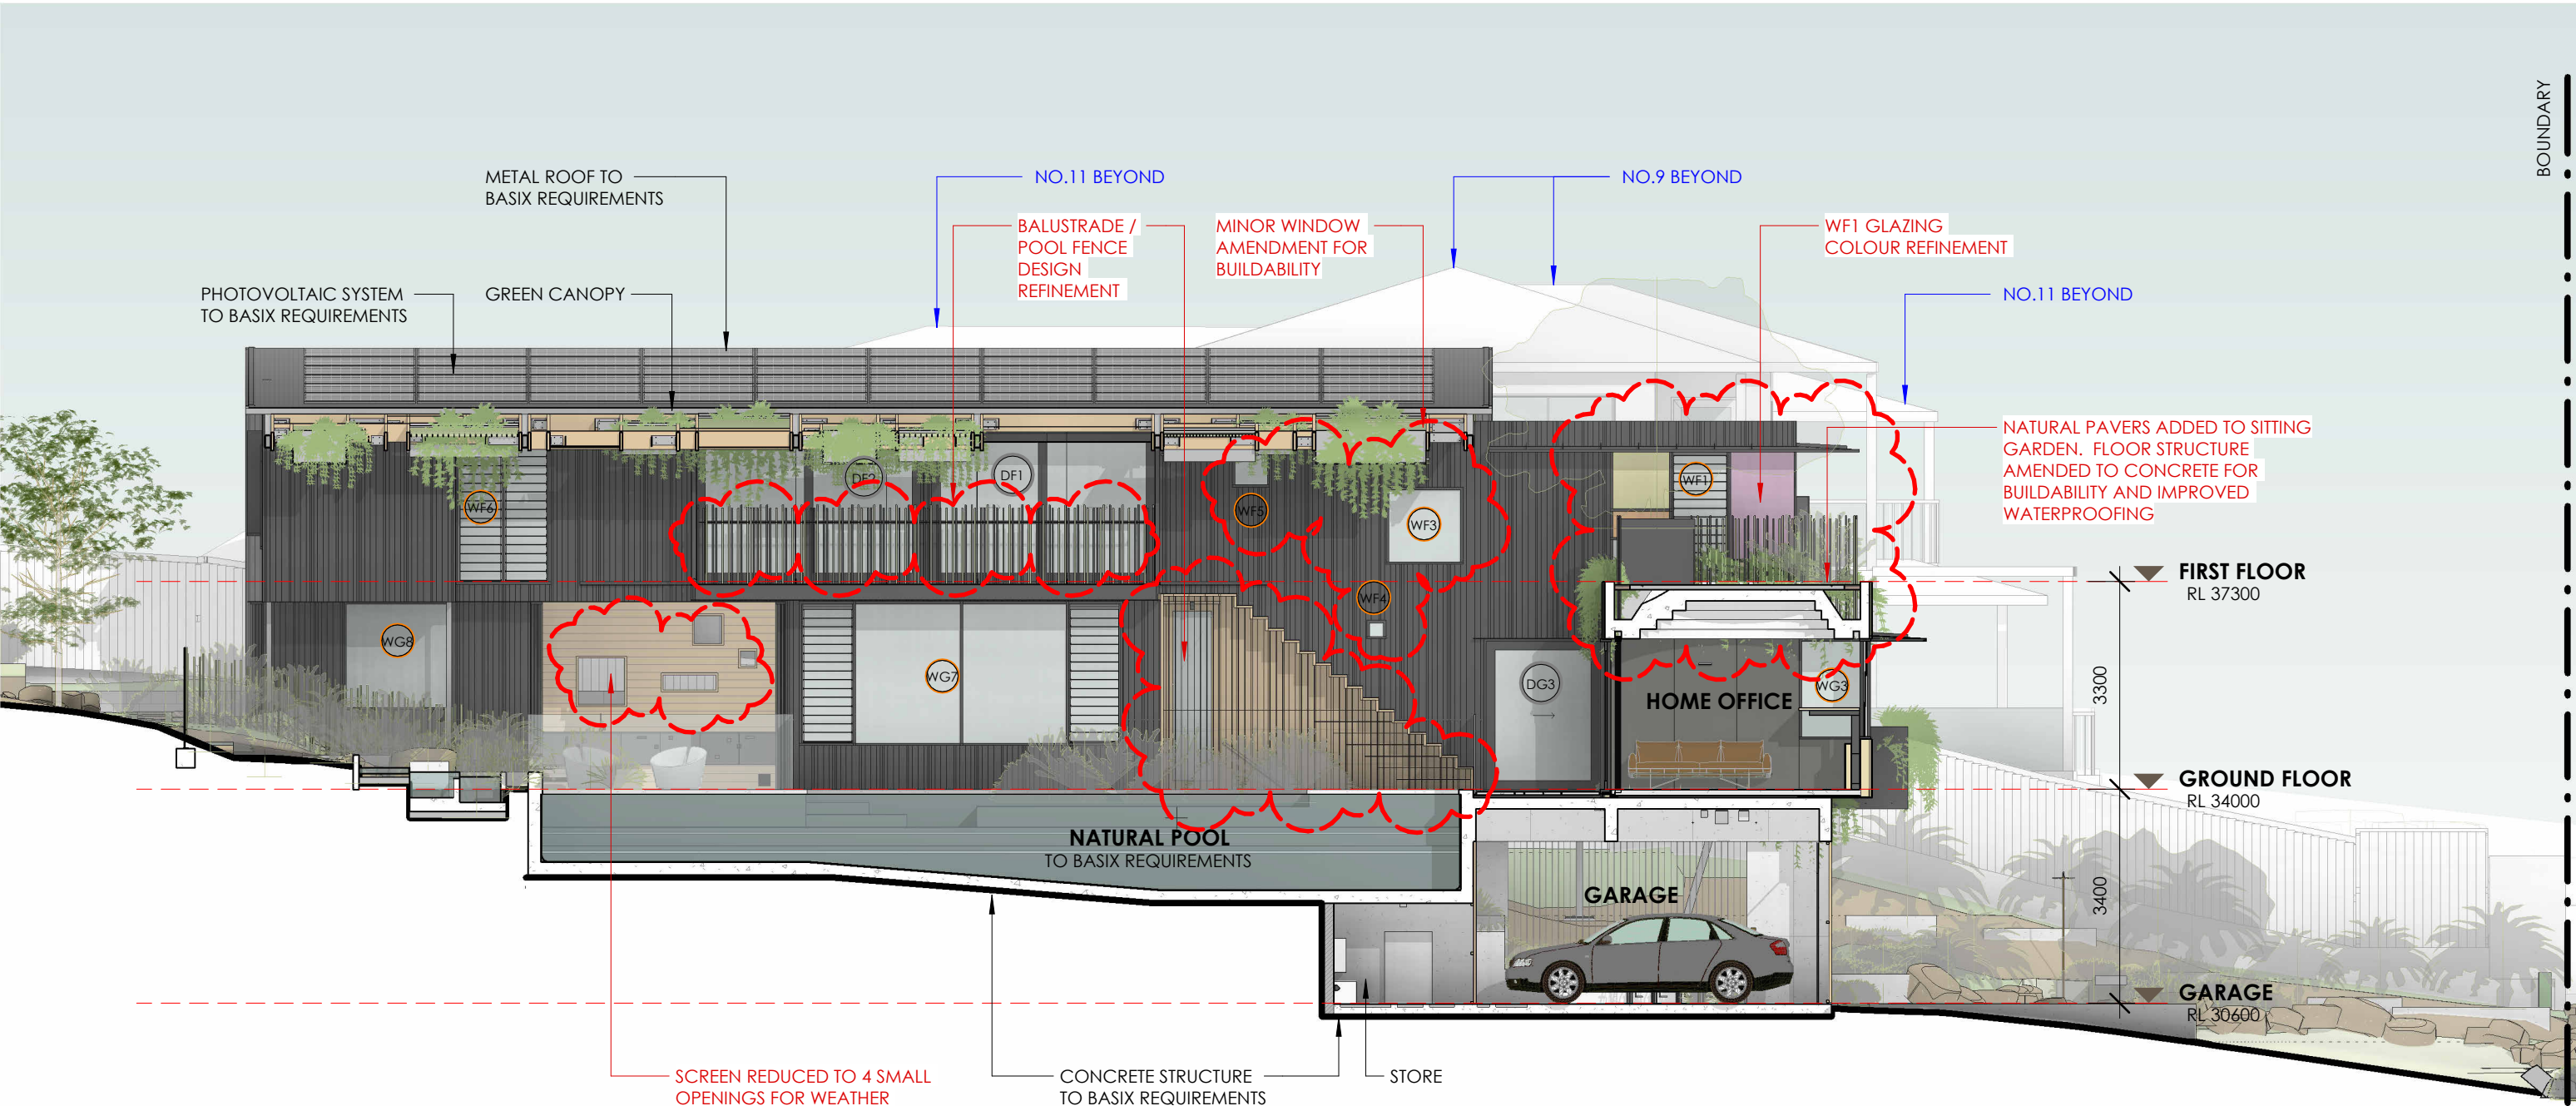 BOUNDARY
METAL ROOF TO
BASIX REQUIREMENTS
NO.11 BEYOND
NO.9 BEYOND
BALUSTRADE /
POOL FENCE
DESIGN
REFINEMENT
MINOR WINDOW
AMENDMENT FOR
BUILDABILITY
WF1 GLAZING
COLOUR REFINEMENT
PHOTOVOLTAIC SYSTEM
TO BASIX REQUIREMENTS
GREEN CANOPY
NO.11 BEYOND
NATURAL PAVERS ADDED TO SITTING
GARDEN. FLOOR STRUCTURE
AMENDED TO CONCRETE FOR
BUILDABILITY AND IMPROVED
WATERPROOFING
DF2
DF1
WF1
WF6
WF5
WF3
FIRST FLOOR
RL 37300
WF4
WG8
WG7
DG3
WG3
HOME OFFICE
3300
GROUND FLOOR
RL 34000
NATURAL POOL
TO BASIX REQUIREMENTS
GARAGE
3400
GARAGE
RL 30600
SCREEN REDUCED TO 4 SMALL
OPENINGS FOR WEATHER
CONCRETE STRUCTURE
TO BASIX REQUIREMENTS
STORE